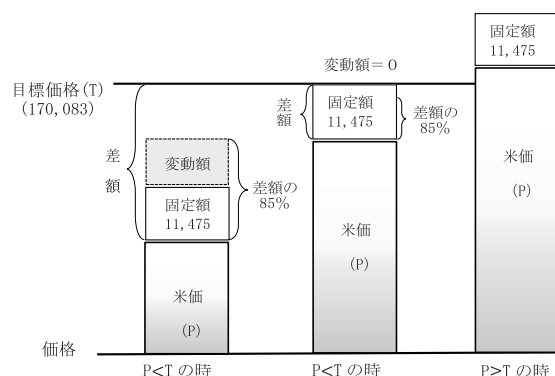 固定額
11,475
変動額＝０
目標価格(T)
(170,083)
差
額
固定額
11,475
差額の
85%
変動額
差
額
固定額
11,475
差額の
85%
米価
(P)
米価
(P)
米価
(P)
価格
P<T の時
P<T の時
P>T の時